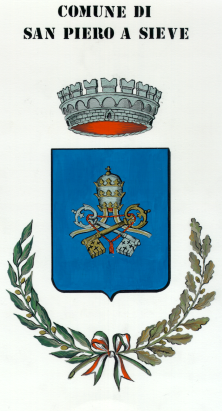 COMUNE DI
SAN PIERO A SIEVE